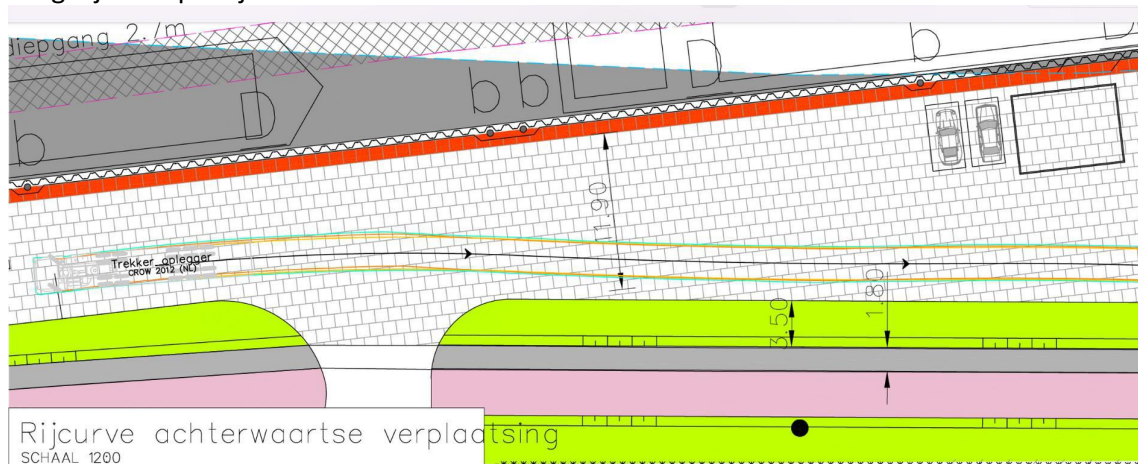 diepgang 2.7m
D
b
D
b
b
D
b
11.90
Trekker oplegger
CROW 2012 (NL)
1.80
3.50
Rijcurve achterwaartse verplaatsing
SCHAAL 1200